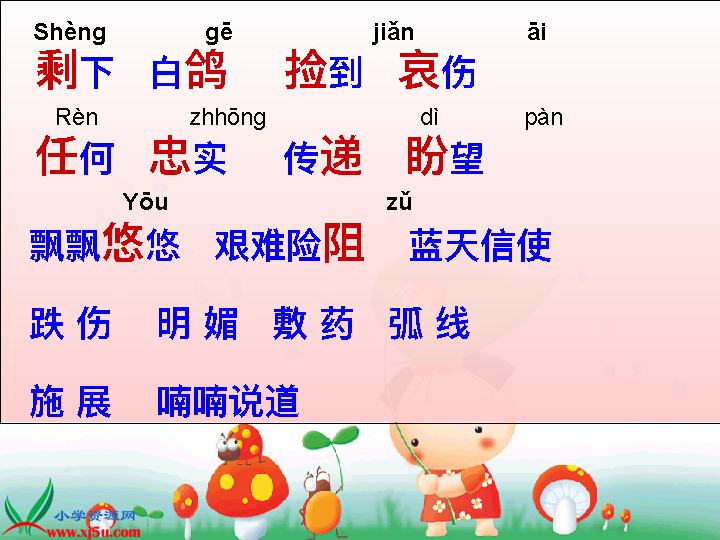 Shèng gē jiǎn āi
剩下 白鸽 捡到 哀伤
Rèn zhhōng dì pàn
任何 忠实 传递 盼望
Yōu zǔ
飘飘悠悠 艰难险阻 蓝天信使
跌 伤 明 媚 敷 药 弧 线
施 展 喃喃说道
小学资源网
www.xj5u.com